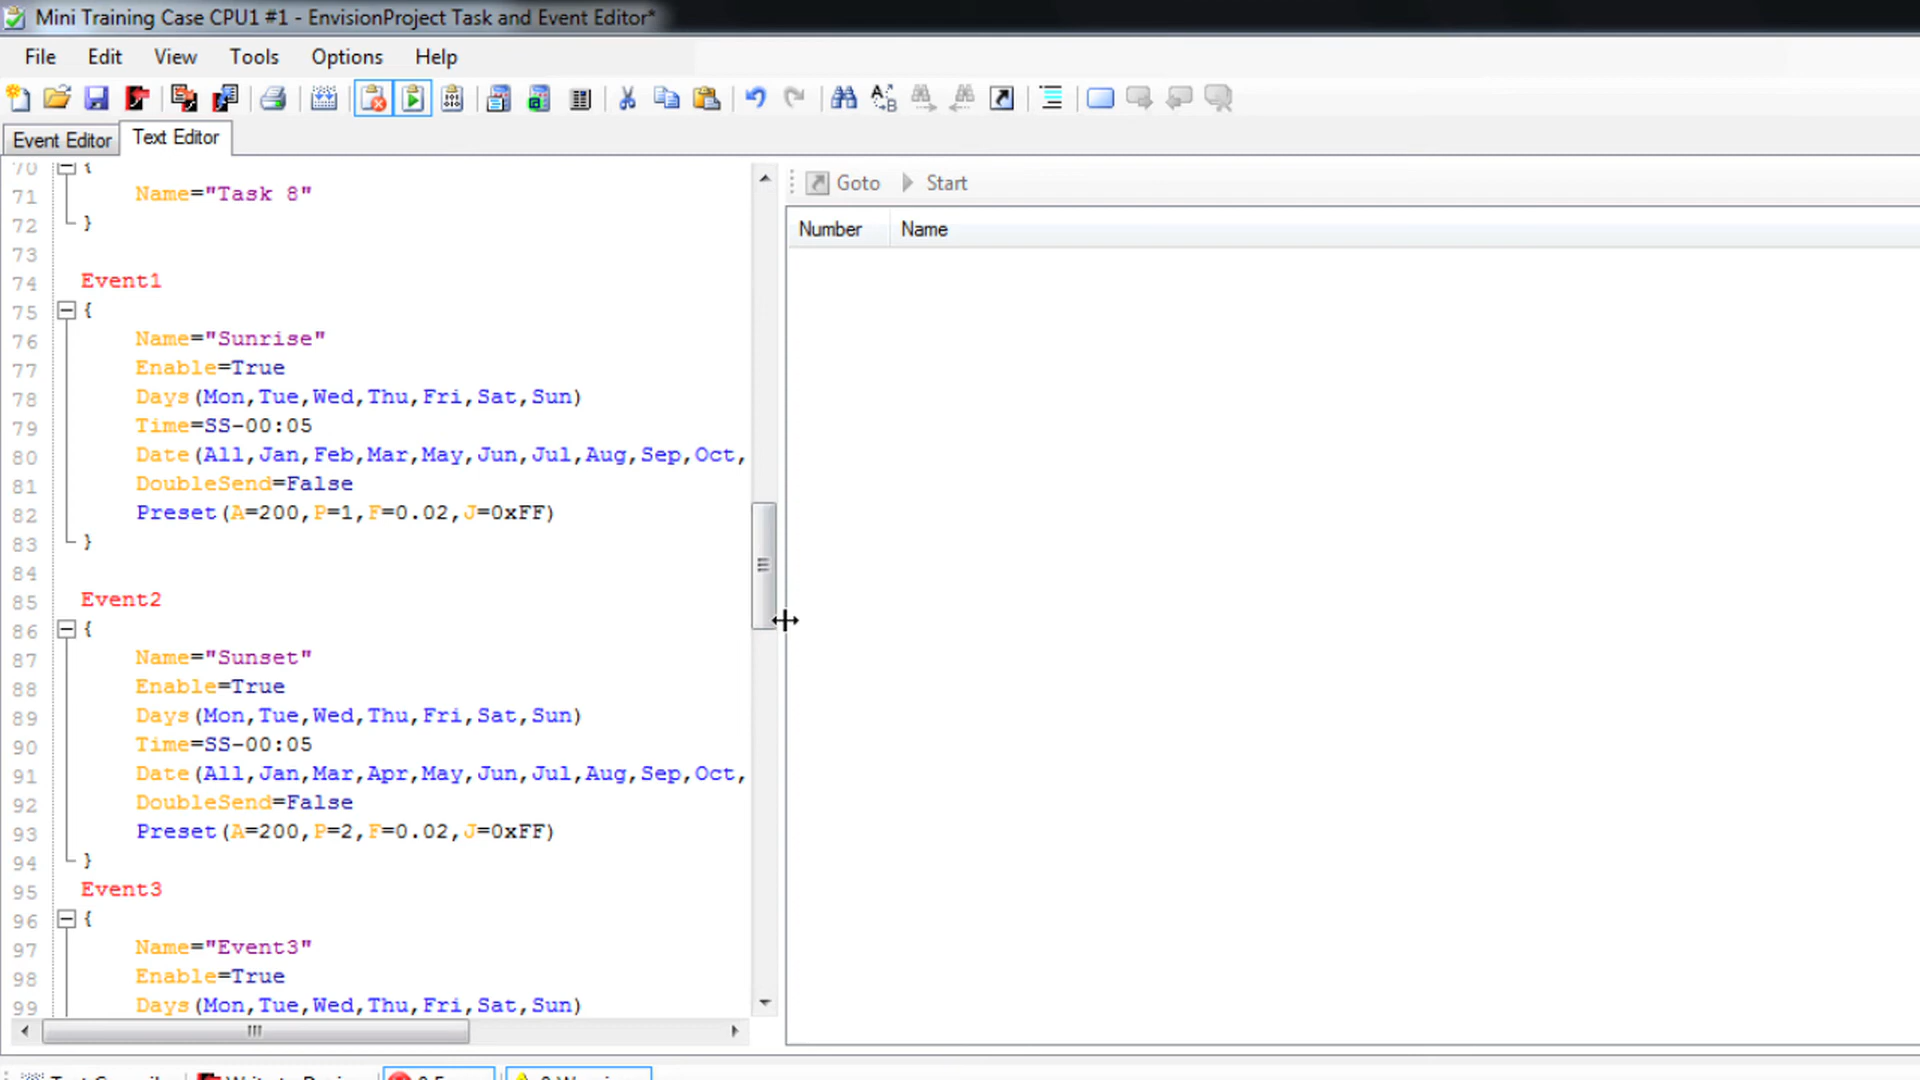 Mini Training Case CPU1 #1 - EnvisionProject Task and Event Editor*
File Edit View Tools Options Help
Event Editor Text Editor
70 {
71 Name="Task 8"
72 }
73
74 Event1
75 {
76 Name="Sunrise"
77 Enable=True
78 Days(Mon,Tue,Wed,Thu,Fri,Sat,Sun)
79 Time=SS-00:05
80 Date(All,Jan,Feb,Mar,May,Jun,Jul,Aug,Sep,Oct,
81 DoubleSend=False
82 Preset(A=200,P=1,F=0.02,J=0xFF)
83 }
84
85 Event2
86 {
87 Name="Sunset"
88 Enable=True
89 Days(Mon,Tue,Wed,Thu,Fri,Sat,Sun)
90 Time=SS-00:05
91 Date(All,Jan,Mar,Apr,May,Jun,Jul,Aug,Sep,Oct,
92 DoubleSend=False
93 Preset(A=200,P=2,F=0.02,J=0xFF)
94 }
95 Event3
96 {
97 Name="Event3"
98 Enable=True
99 Days(Mon,Tue,Wed,Thu,Fri,Sat,Sun)
Goto Start
Number Name